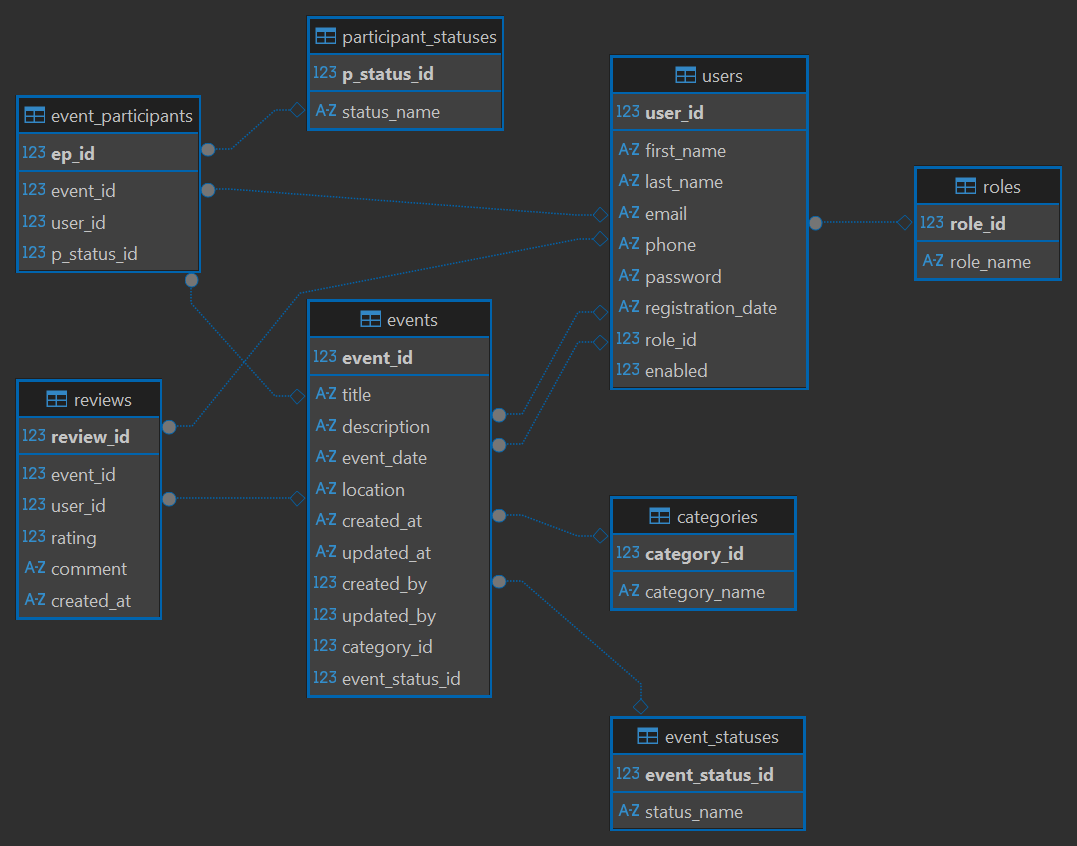 participant_statuses
123 p_status_id
A-Z status_name
event_participants
123 ep_id
123 event_id
123 user_id
123 p_status_id
users
123 user_id
A-Z first_name
A-Z last_name
A-Z email
A-Z phone
A-Z password
A-Z registration_date
123 role_id
123 enabled
roles
123 role_id
A-Z role_name
events
123 event_id
A-Z title
A-Z description
A-Z event_date
A-Z location
A-Z created_at
A-Z updated_at
123 created_by
123 updated_by
123 category_id
123 event_status_id
reviews
123 review_id
123 event_id
123 user_id
123 rating
A-Z comment
A-Z created_at
categories
123 category_id
A-Z category_name
event_statuses
123 event_status_id
A-Z status_name